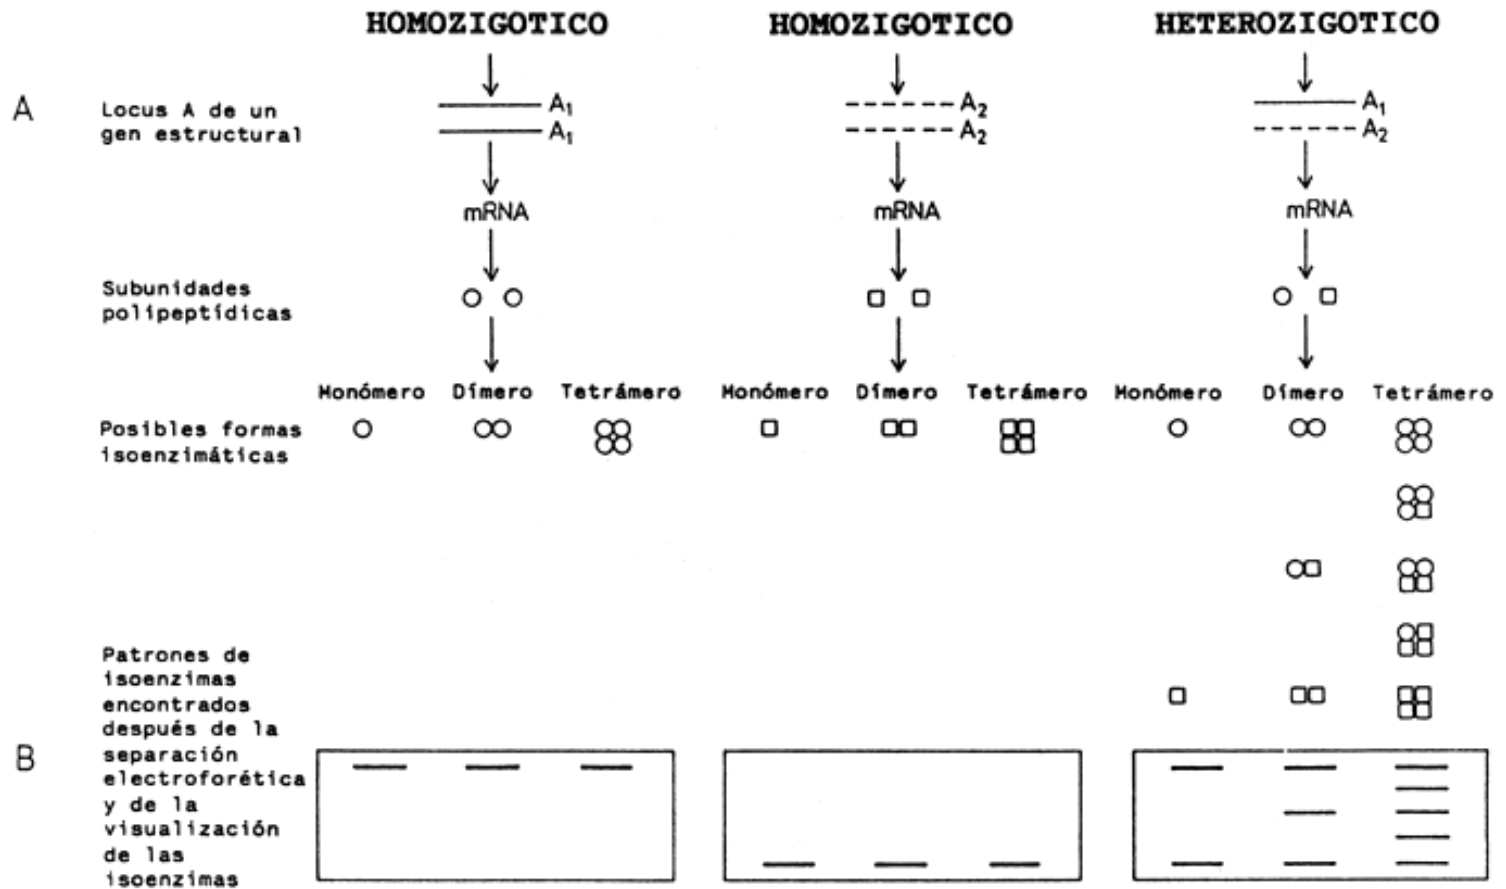 HOMOZIGOTICO HOMOZIGOTICO HETEROZIGOTICO
A
Locus A de un
gen estructural
A₁
A₁
A₂
A₂
A₁
A₂
mRNA mRNA mRNA
Subunidades
polipeptídicas
Monómero Dímero Tetrámero Monómero Dímero Tetrámero Monómero Dímero Tetrámero
Posibles formas
isoenzimáticas
B
Patrones de
isoenzimas
encontrados
después de la
separación
electroforética
y de la
visualización
de las
isoenzimas